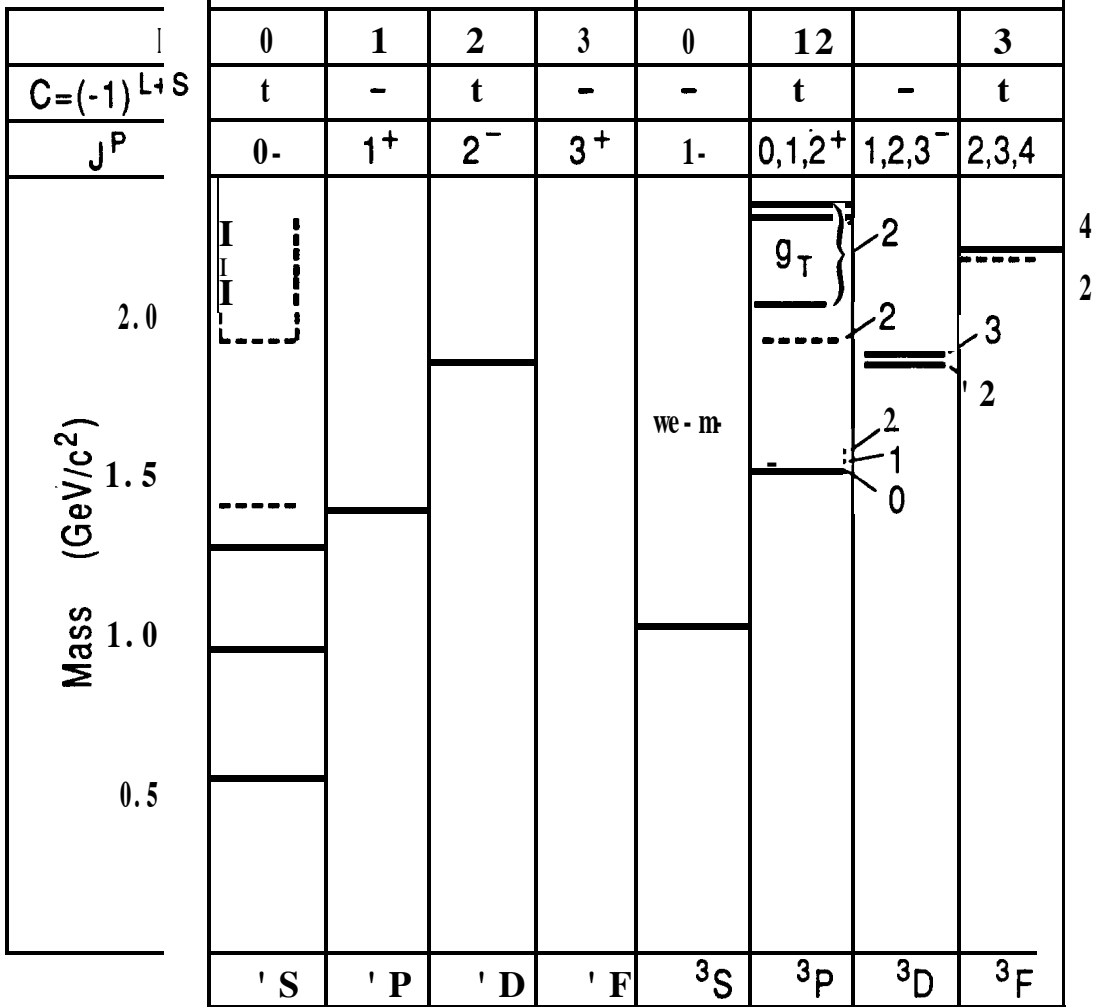 I 0 1 2 3 0 12 3
C=(-1) L+S t - t - - t - t
J^P 0- 1+ 2- 3+ 1- 0,1,2+ 1,2,3- 2,3,4
4
2
g_T
2
2.0
2
3
' 2
we - m-
2
1.5
1
0
Mass (GeV/c²)
1.0
0.5
' S ' P ' D ' F ³S ³P ³D ³F